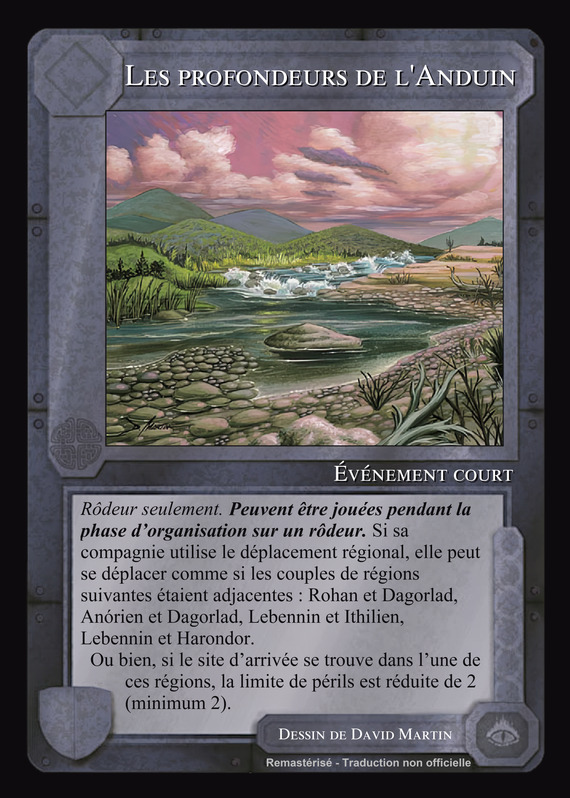 Les profondeurs de l'Anduin
Événement court
Rôdeur seulement. Peuvent être jouées pendant la
phase d'organisation sur un rôdeur. Si sa
compagnie utilise le déplacement régional, elle peut
se déplacer comme si les couples de régions
suivantes étaient adjacentes : Rohan et Dagorlad,
Anórien et Dagorlad, Lebennin et Ithilien,
Lebennin et Harondor.
Ou bien, si le site d'arrivée se trouve dans l'une de
ces régions, la limite de périls est réduite de 2
(minimum 2).
Dessin de David Martin
Remastérisé - Traduction non officielle